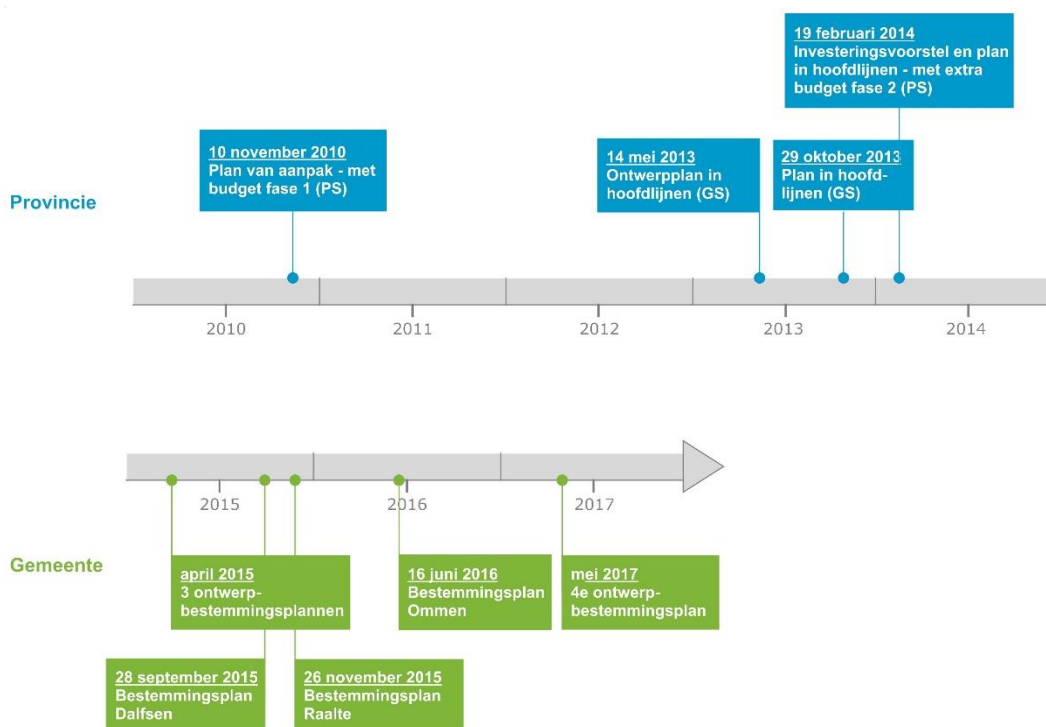 19 februari 2014
Investeringsvoorstel en plan
in hoofdlijnen - met extra
budget fase 2 (PS)
10 november 2010
Plan van aanpak - met
budget fase 1 (PS)
14 mei 2013
Ontwerpplan in
hoofdlijnen (GS)
29 oktober 2013
Plan in hoofd-
lijnen (GS)
Provincie
2010
2011
2012
2013
2014
2015
2016
2017
Gemeente
april 2015
3 ontwerp-
bestemmingsplannen
16 juni 2016
Bestemmingsplan
Ommen
mei 2017
4e ontwerp-
bestemmingsplan
28 september 2015
Bestemmingsplan
Dalfsen
26 november 2015
Bestemmingsplan
Raalte